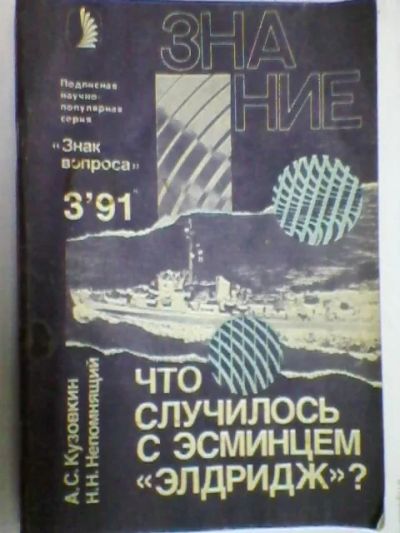 ЗНА
НИЕ
Подписная
научно-
популярная
серия
«Знак
вопроса»
3'91
А.С. Кузовкин
Н.Н. Непомнящий
ЧТО
СЛУЧИЛОСЬ
С ЭСМИНЦЕМ
«ЭЛДРИДЖ»?